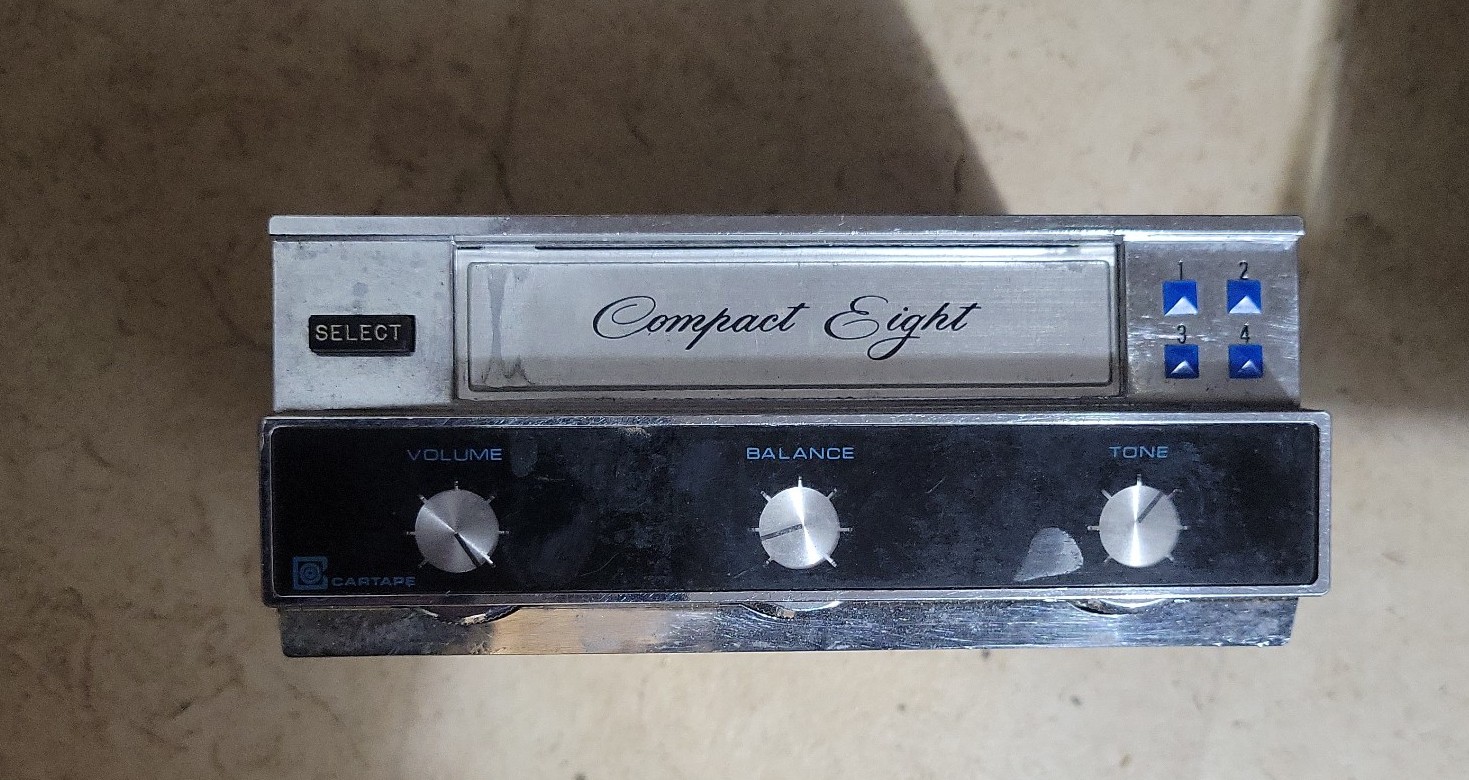 SELECT
Compact Eight
1 2
3 4
VOLUME BALANCE TONE
CARTAPE